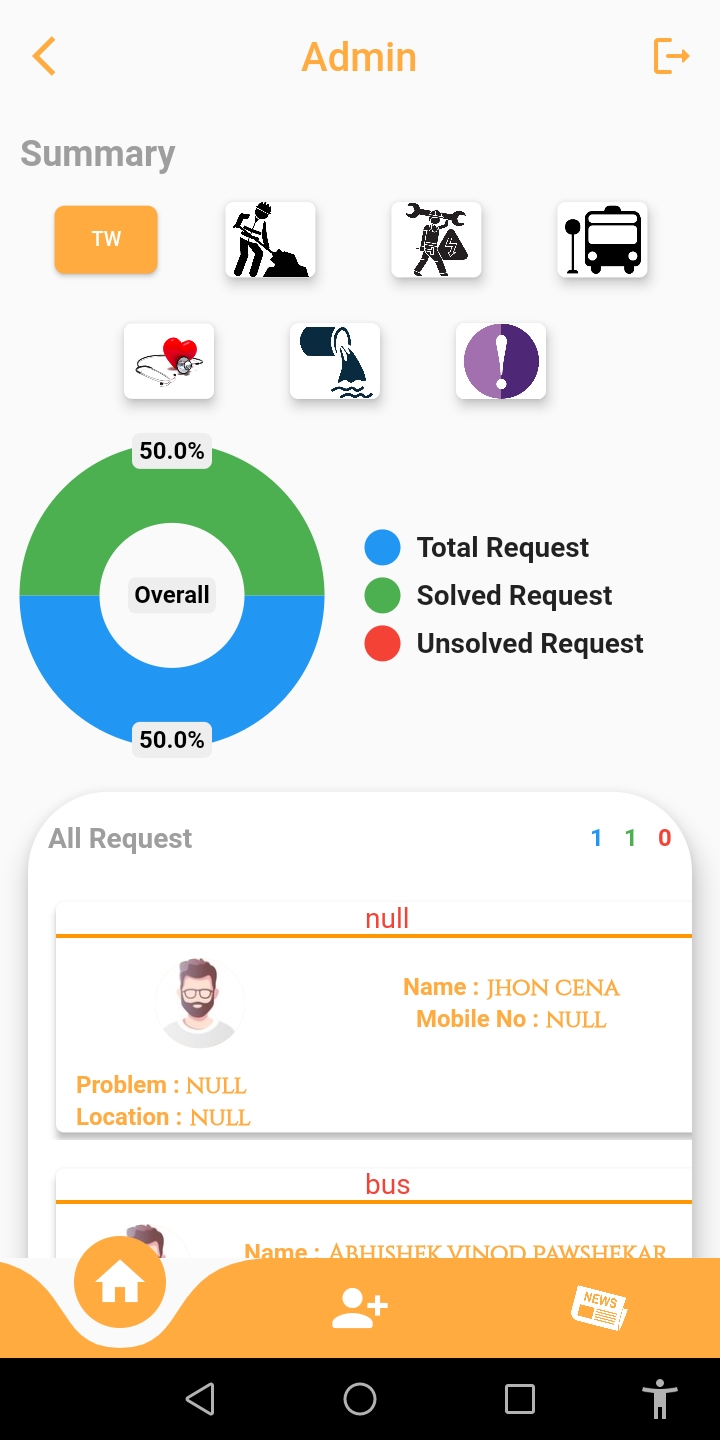 Admin
Summary
TW
50.0%
Overall
50.0%
Total Request
Solved Request
Unsolved Request
All Request 1 1 0
null
Name : JHON CENA
Mobile No : NULL
Problem : NULL
Location : NULL
bus
Name : ABHISHEK VINOD PAWSHEKAR
NEWS